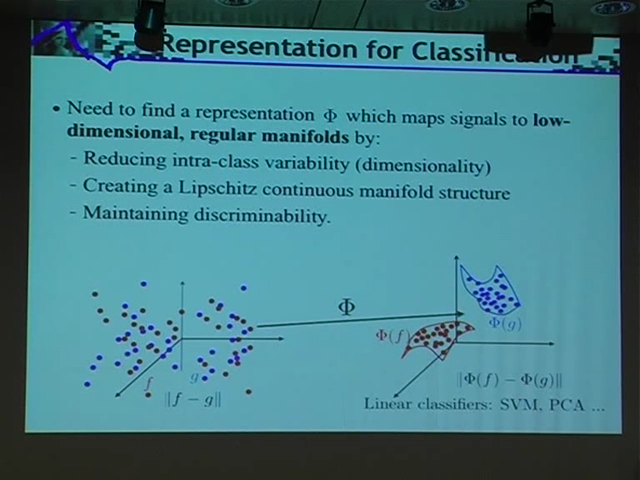 Representation for Classification
• Need to find a representation Φ which maps signals to low-
dimensional, regular manifolds by:
- Reducing intra-class variability (dimensionality)
- Creating a Lipschitz continuous manifold structure
- Maintaining discriminability.
Φ
Φ(f)
Φ(g)
f
g
‖f − g‖
‖Φ(f) − Φ(g)‖
Linear classifiers: SVM, PCA ...